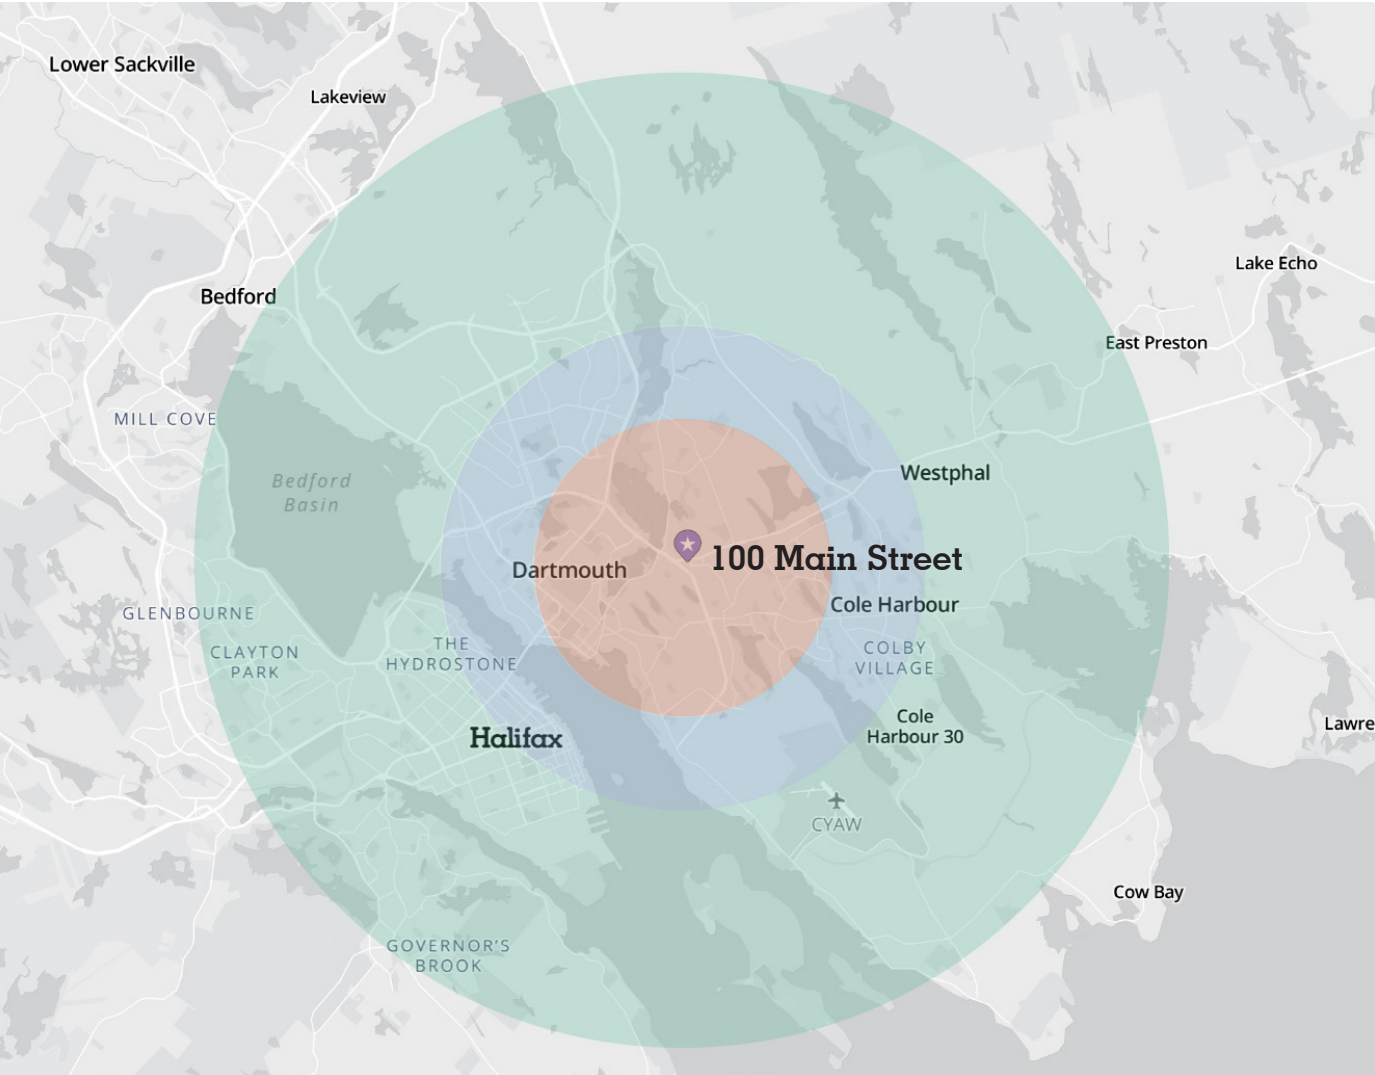 Lower Sackville
Lakeview
Lake Echo
Bedford
East Preston
MILL COVE
Westphal
Bedford
Basin
100 Main Street
Dartmouth
Cole Harbour
GLENBOURNE
THE
HYDROSTONE
CLAYTON
PARK
COLBY
VILLAGE
Cole
Harbour 30
Lawre
Halifax
CYAW
Cow Bay
GOVERNOR'S
BROOK